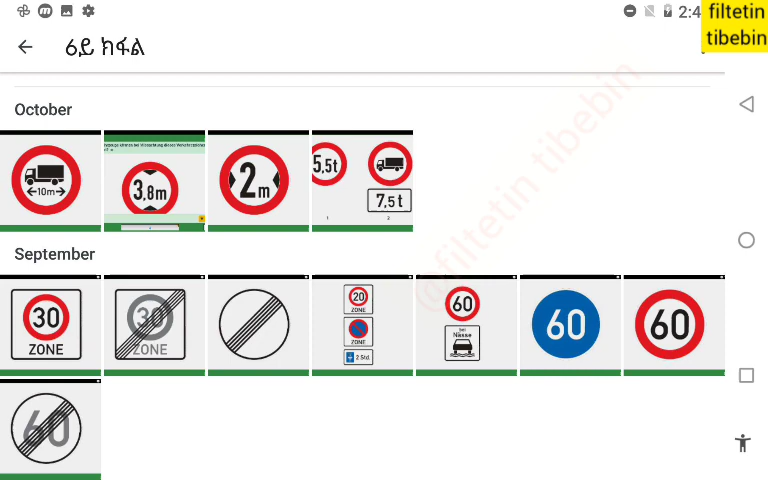 2:4
filtetin
tibebin
6ይ ክፋል
October
10m
3,8m
2m
5,5t
7,5 t
1
2
@filtetin tibebin
September
30
ZONE
30
ZONE
20
ZONE
ZONE
2 Std.
60
bei
Nässe
60
60
60